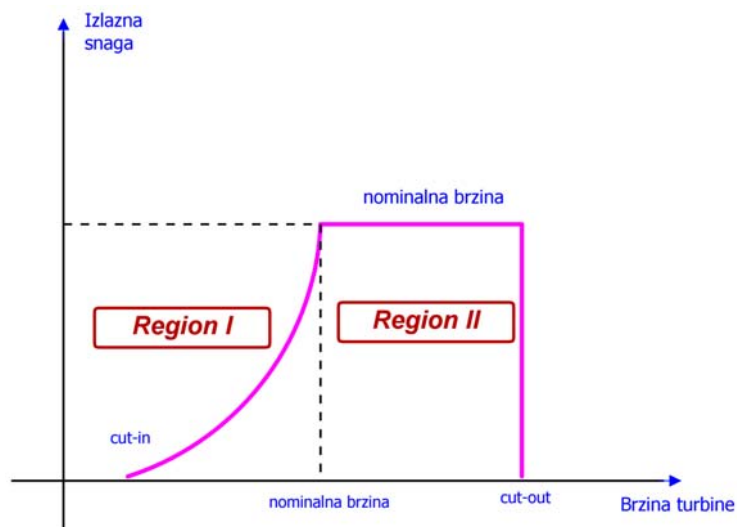 Izlazna
snaga
nominalna brzina
Region I
Region II
cut-in
nominalna brzina
cut-out
Brzina turbine